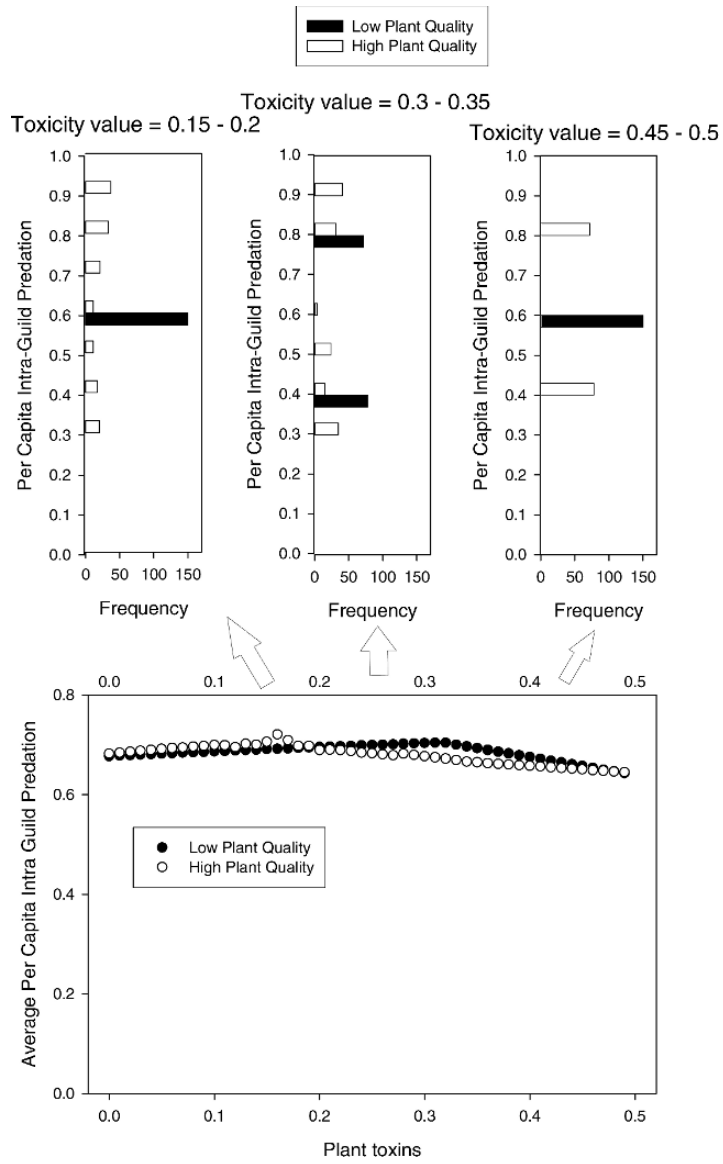 Low Plant Quality
High Plant Quality
Toxicity value = 0.15 - 0.2
Toxicity value = 0.3 - 0.35
Toxicity value = 0.45 - 0.5
Per Capita Intra-Guild Predation
1.0
0.9
0.8
0.7
0.6
0.5
0.4
0.3
0.2
0.1
0.0
0 50 100 150
Frequency
Per Capita Intra-Guild Predation
1.0
0.9
0.8
0.7
0.6
0.5
0.4
0.3
0.2
0.1
0.0
0 50 100 150
Frequency
Per Capita Intra-Guild Predation
1.0
0.9
0.8
0.7
0.6
0.5
0.4
0.3
0.2
0.1
0.0
0 50 100 150
Frequency
0.0 0.1 0.2 0.3 0.4 0.5
Average Per Capita Intra Guild Predation
0.8
0.6
0.4
0.2
0.0
Low Plant Quality
High Plant Quality
0.0 0.1 0.2 0.3 0.4 0.5
Plant toxins